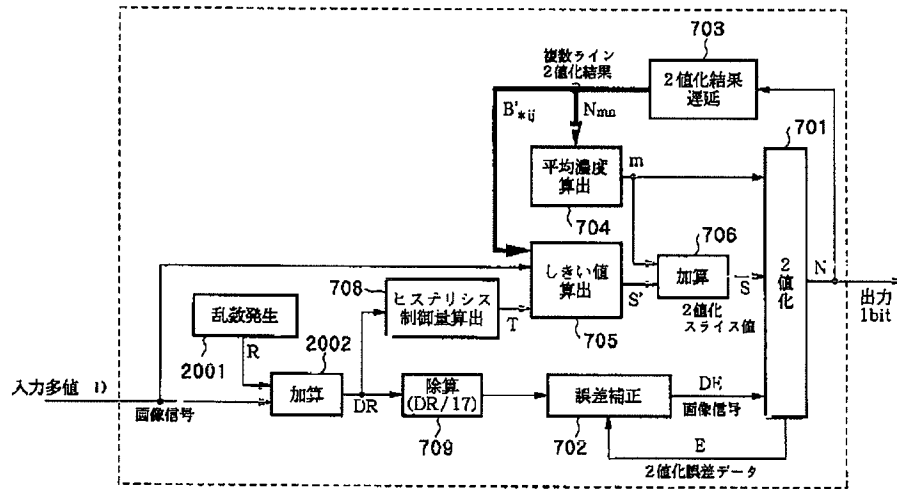 703
複数ライン
2値化結果
2値化結果
遅延
B'*ij
Nmn
701
平均濃度
算出
m
704
706
708
しきい値
算出
加算
2値化
N
S'
S
2値化
スライス値
出力
1bit
ヒステリシス
制御量算出
T
705
乱数発生
2001
R
2002
入力多値
画像信号
加算
DR
除算
(DR/17)
709
誤差補正
702
DE
画像信号
E
2値化誤差データ